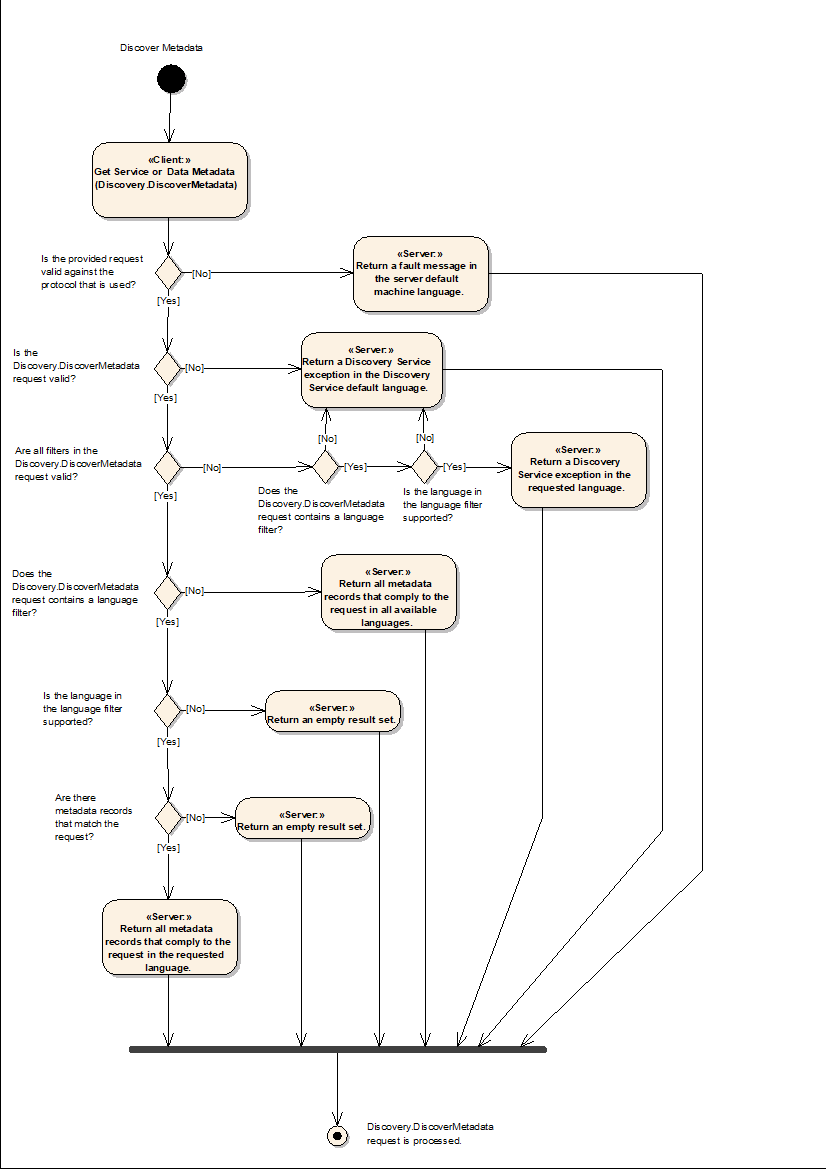 Discover Metadata
«Client:»
Get Service or Data Metadata
(Discovery.DiscoverMetadata)
Is the provided request
valid against the
protocol that is used?
[No]
[Yes]
«Server:»
Return a fault message in
the server default
machine language.
Is the
Discovery.DiscoverMetadata
request valid?
[No]
[Yes]
«Server:»
Return a Discovery Service
exception in the Discovery
Service default language.
Are all filters in the
Discovery.DiscoverMetadata
request valid?
[No]
[Yes]
[No]
[Yes]
Does the
Discovery.DiscoverMetadata
request contains a language
filter?
[No]
[Yes]
Is the language in
the language filter
supported?
«Server:»
Return a Discovery
Service exception in the
requested language.
Does the
Discovery.DiscoverMetadata
request contains a language
filter?
[No]
[Yes]
«Server:»
Return all metadata
records that comply to the
request in all available
languages.
Is the language in
the language filter
supported?
[No]
[Yes]
«Server:»
Return an empty result set.
Are there
metadata records
that match the
request?
[No]
[Yes]
«Server:»
Return an empty result set.
«Server:»
Return all metadata
records that comply to the
request in the requested
language.
Discovery.DiscoverMetadata
request is processed.